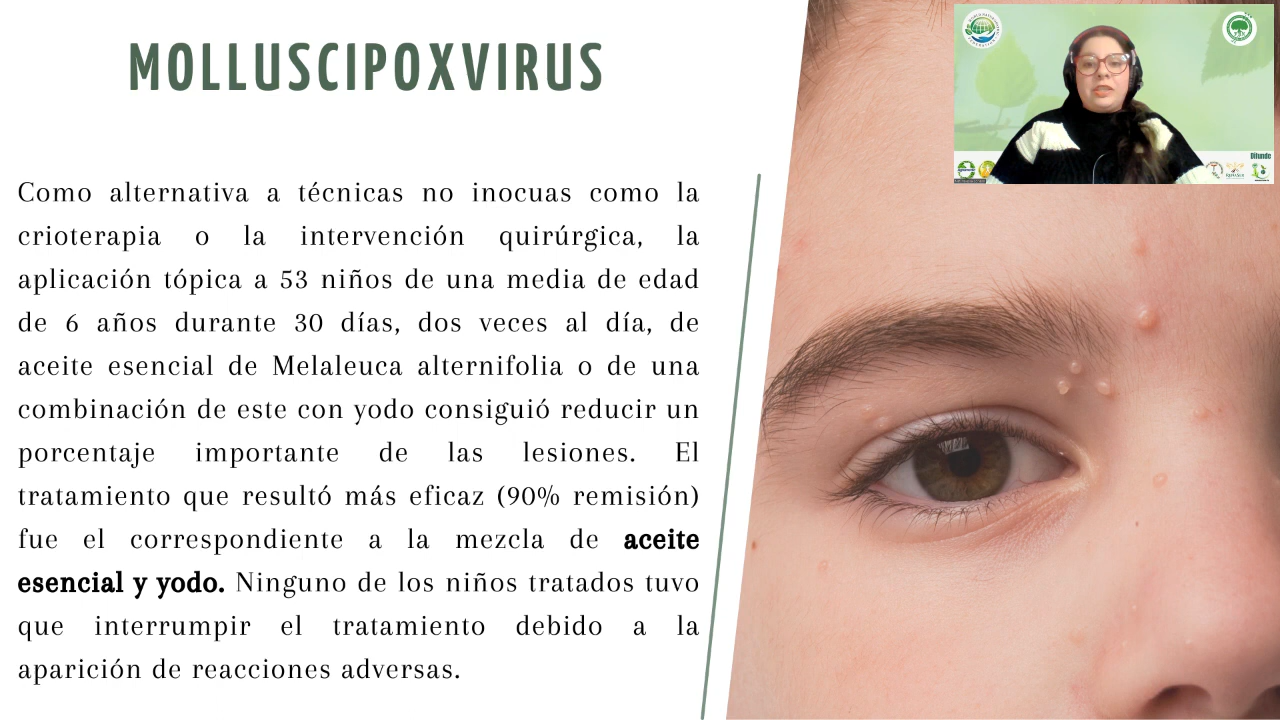 MOLLUSCIPOXVIRUS
Como alternativa a técnicas no inocuas como la
crioterapia o la intervención quirúrgica, la
aplicación tópica a 53 niños de una media de edad
de 6 años durante 30 días, dos veces al día, de
aceite esencial de Melaleuca alternifolia o de una
combinación de este con yodo consiguió reducir un
porcentaje importante de las lesiones. El
tratamiento que resultó más eficaz (90% remisión)
fue el correspondiente a la mezcla de aceite
esencial y yodo. Ninguno de los niños tratados tuvo
que interrumpir el tratamiento debido a la
aparición de reacciones adversas.
Difunde